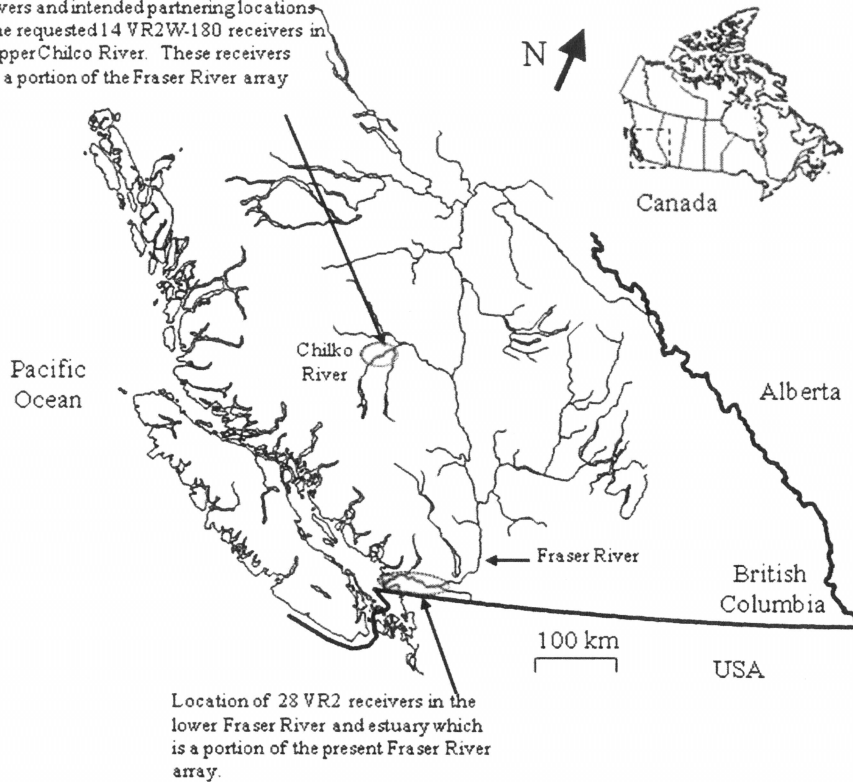 vers and intended partnering locations
he requested 14 VR2W-180 receivers in
pper Chilco River. These receivers
a portion of the Fraser River array
N
Canada
Chilko
River
Pacific
Ocean
Alberta
Fraser River
British
Columbia
100 km
USA
Location of 28 VR2 receivers in the
lower Fraser River and estuary which
is a portion of the present Fraser River
array.